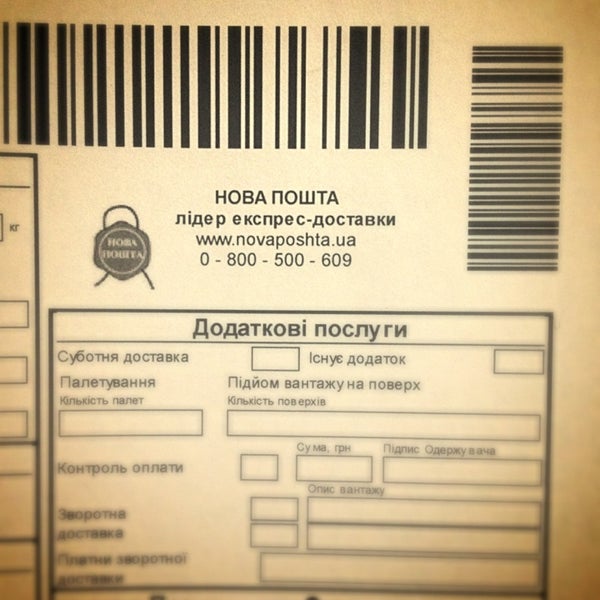 НОВА ПОШТА
лідер експрес-доставки
www.novaposhta.ua
0 - 800 - 500 - 609
НОВА
ПОШТА
кг
Додаткові послуги
Суботня доставка
Існує додаток
Палетування
Підйом вантажу на поверх
Кількість палет
Кількість поверхів
Сума, грн
Підпис Одержувача
Контроль оплати
Опис вантажу
Зворотна
доставка
Платник зворотної
доставки